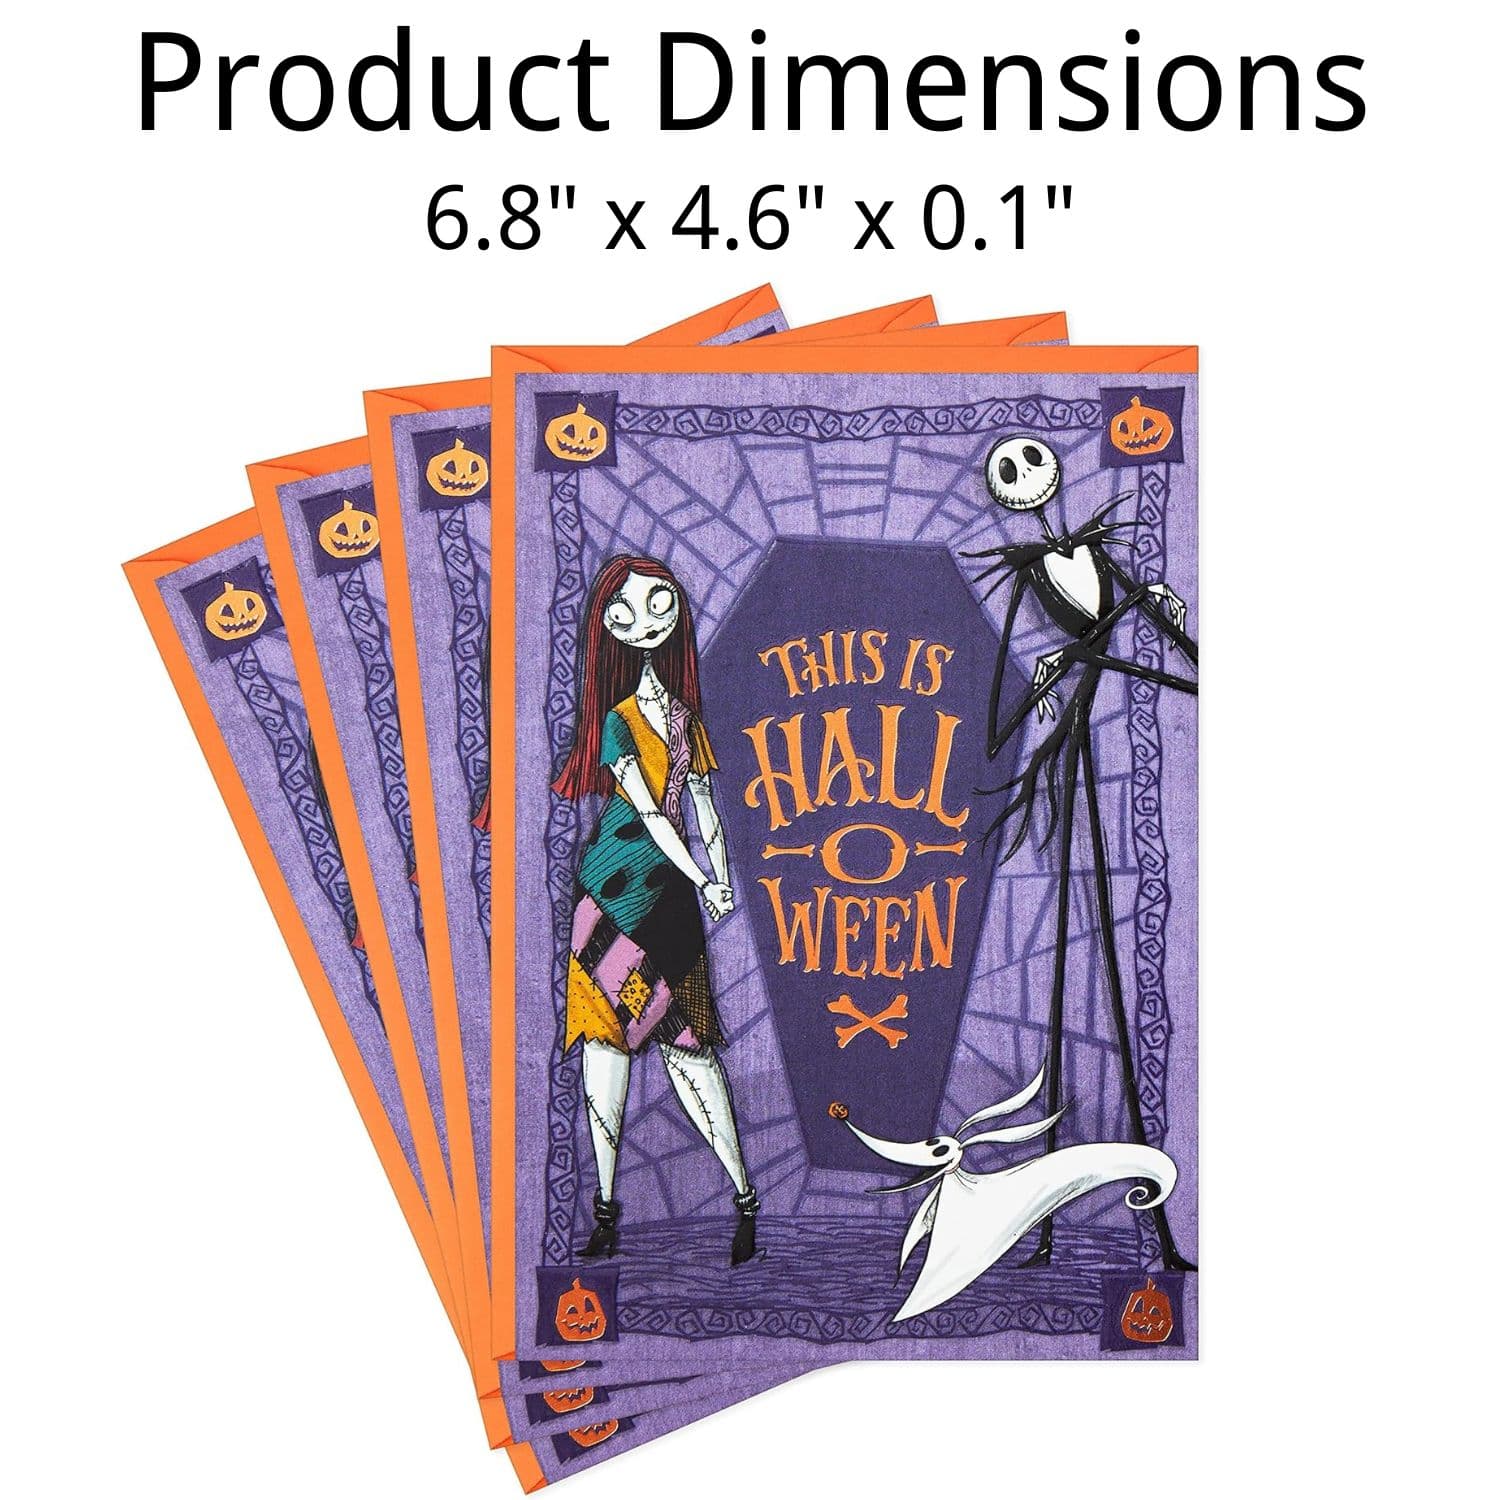 Product Dimensions
6.8" x 4.6" x 0.1"
THIS IS
HALL
-O-
WEEN